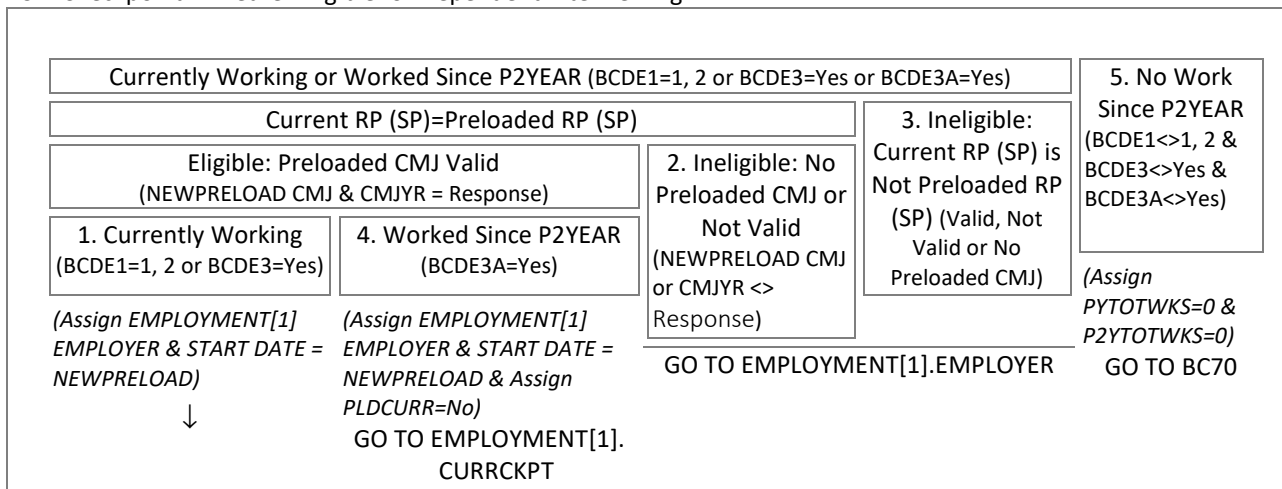 Currently Working or Worked Since P2YEAR (BCDE1=1, 2 or BCDE3=Yes or BCDE3A=Yes)
Current RP (SP)=Preloaded RP (SP)
Eligible: Preloaded CMJ Valid
(NEWPRELOAD CMJ & CMJYR = Response)
1. Currently Working
(BCDE1=1, 2 or BCDE3=Yes)
(Assign EMPLOYMENT[1]
EMPLOYER & START DATE =
NEWPRELOAD)
↓
4. Worked Since P2YEAR
(BCDE3A=Yes)
(Assign EMPLOYMENT[1]
EMPLOYER & START DATE =
NEWPRELOAD & Assign
PLDCURR=No)
GO TO EMPLOYMENT[1].
CURRCKPT
2. Ineligible: No
Preloaded CMJ or
Not Valid
(NEWPRELOAD CMJ
or CMJYR <>
Response)
3. Ineligible:
Current RP (SP) is
Not Preloaded RP
(SP) (Valid, Not
Valid or No
Preloaded CMJ)
GO TO EMPLOYMENT[1].EMPLOYER
5. No Work
Since P2YEAR
(BCDE1<>1, 2 &
BCDE3<>Yes &
BCDE3A<>Yes)
(Assign
PYTOTWKS=0 &
P2YTOTWKS=0)
GO TO BC70